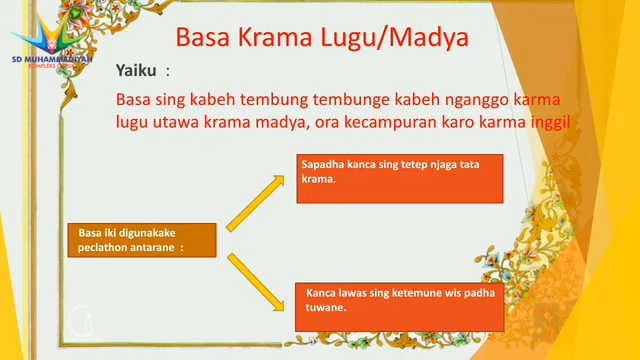 Basa Krama Lugu/Madya
SD MUHAMMADIYAH
Yaiku :
Basa sing kabeh tembung tembunge kabeh nganggo karma
lugu utawa krama madya, ora kecampuran karo karma inggil
Sapadha kanca sing tetep njaga tata
krama.
Basa iki digunakake
peclathon antarane :
Kanca lawas sing ketemune wis padha
tuwane.